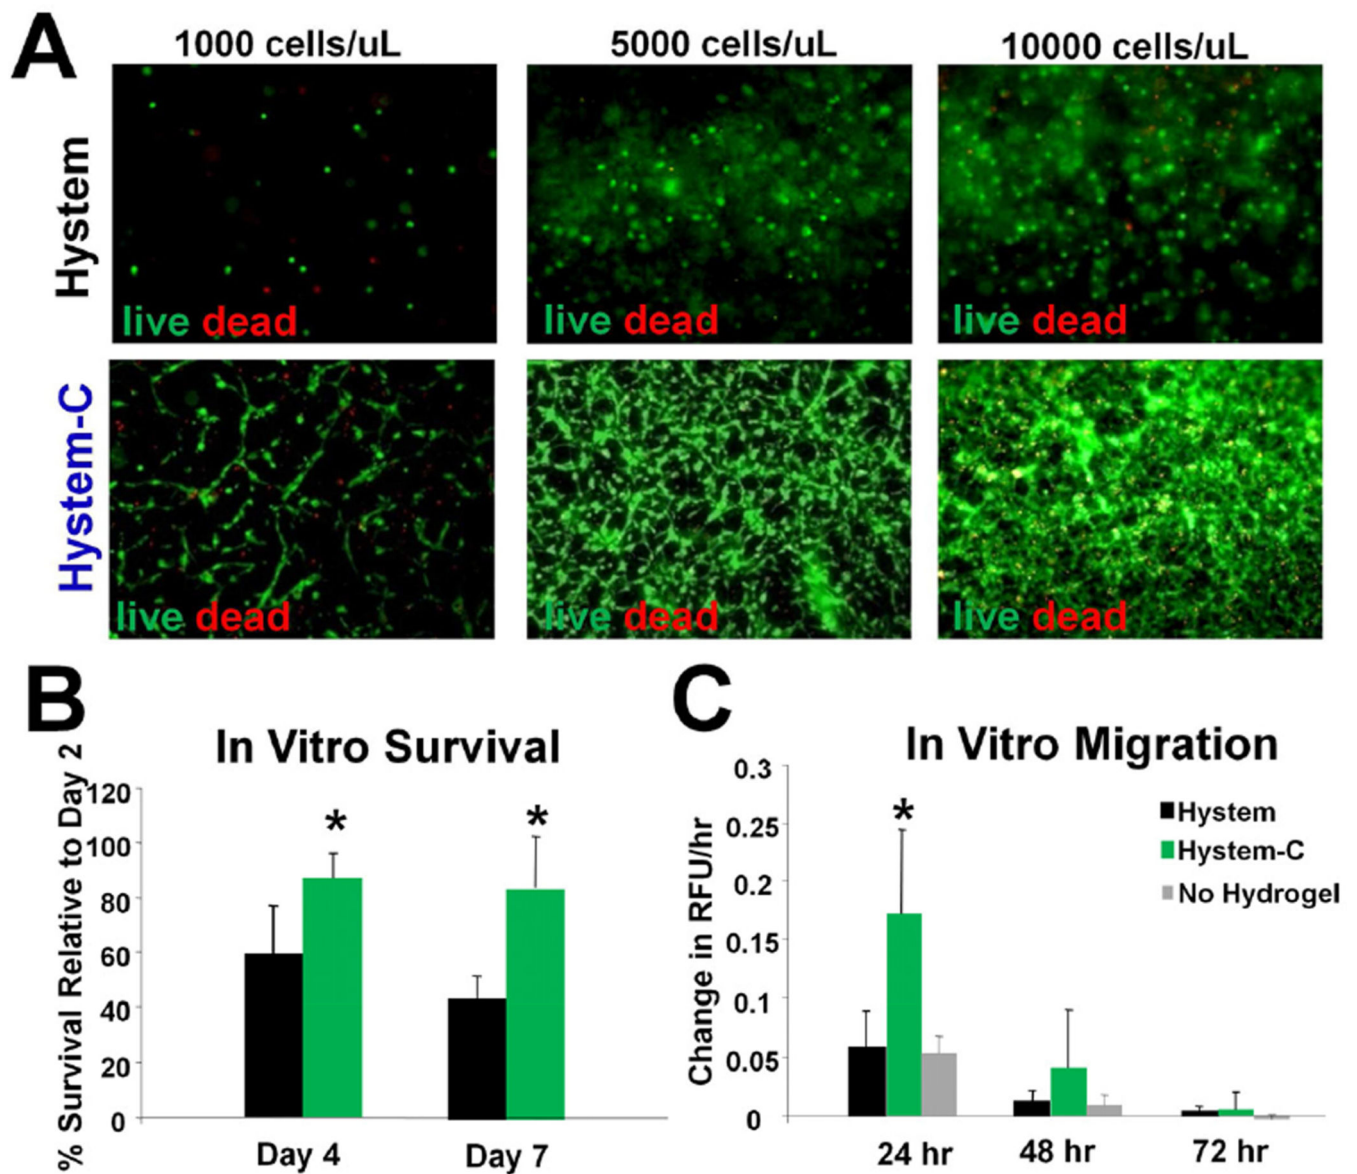 A
1000 cells/uL
5000 cells/uL
10000 cells/uL
Hystem
live dead
live dead
live dead
Hystem-C
live dead
live dead
live dead
B
In Vitro Survival
% Survival Relative to Day 2
120
100
80
60
40
20
0
*
*
Day 4
Day 7
C
In Vitro Migration
Change in RFU/hr
0.3
0.25
0.2
0.15
0.1
0.05
0
*
Hystem
Hystem-C
No Hydrogel
24 hr
48 hr
72 hr